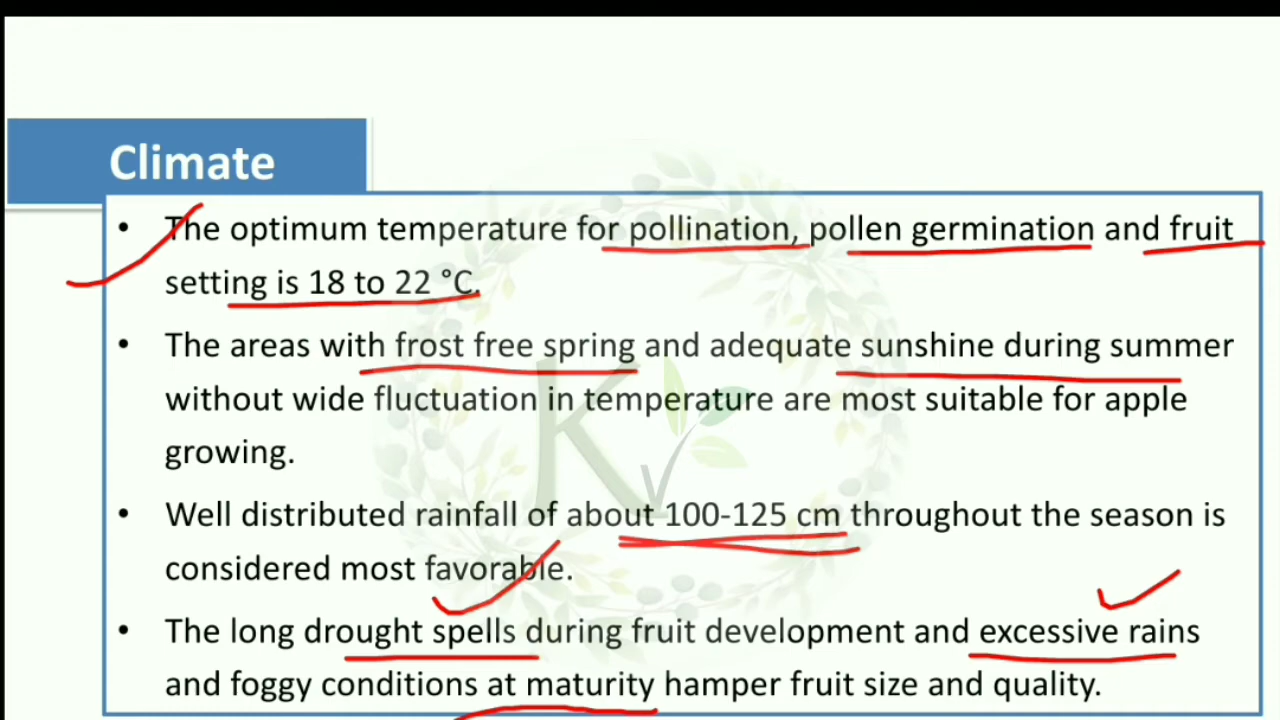 Climate
• The optimum temperature for pollination, pollen germination and fruit
setting is 18 to 22 °C.
• The areas with frost free spring and adequate sunshine during summer
without wide fluctuation in temperature are most suitable for apple
growing.
• Well distributed rainfall of about 100-125 cm throughout the season is
considered most favorable.
• The long drought spells during fruit development and excessive rains
and foggy conditions at maturity hamper fruit size and quality.
K